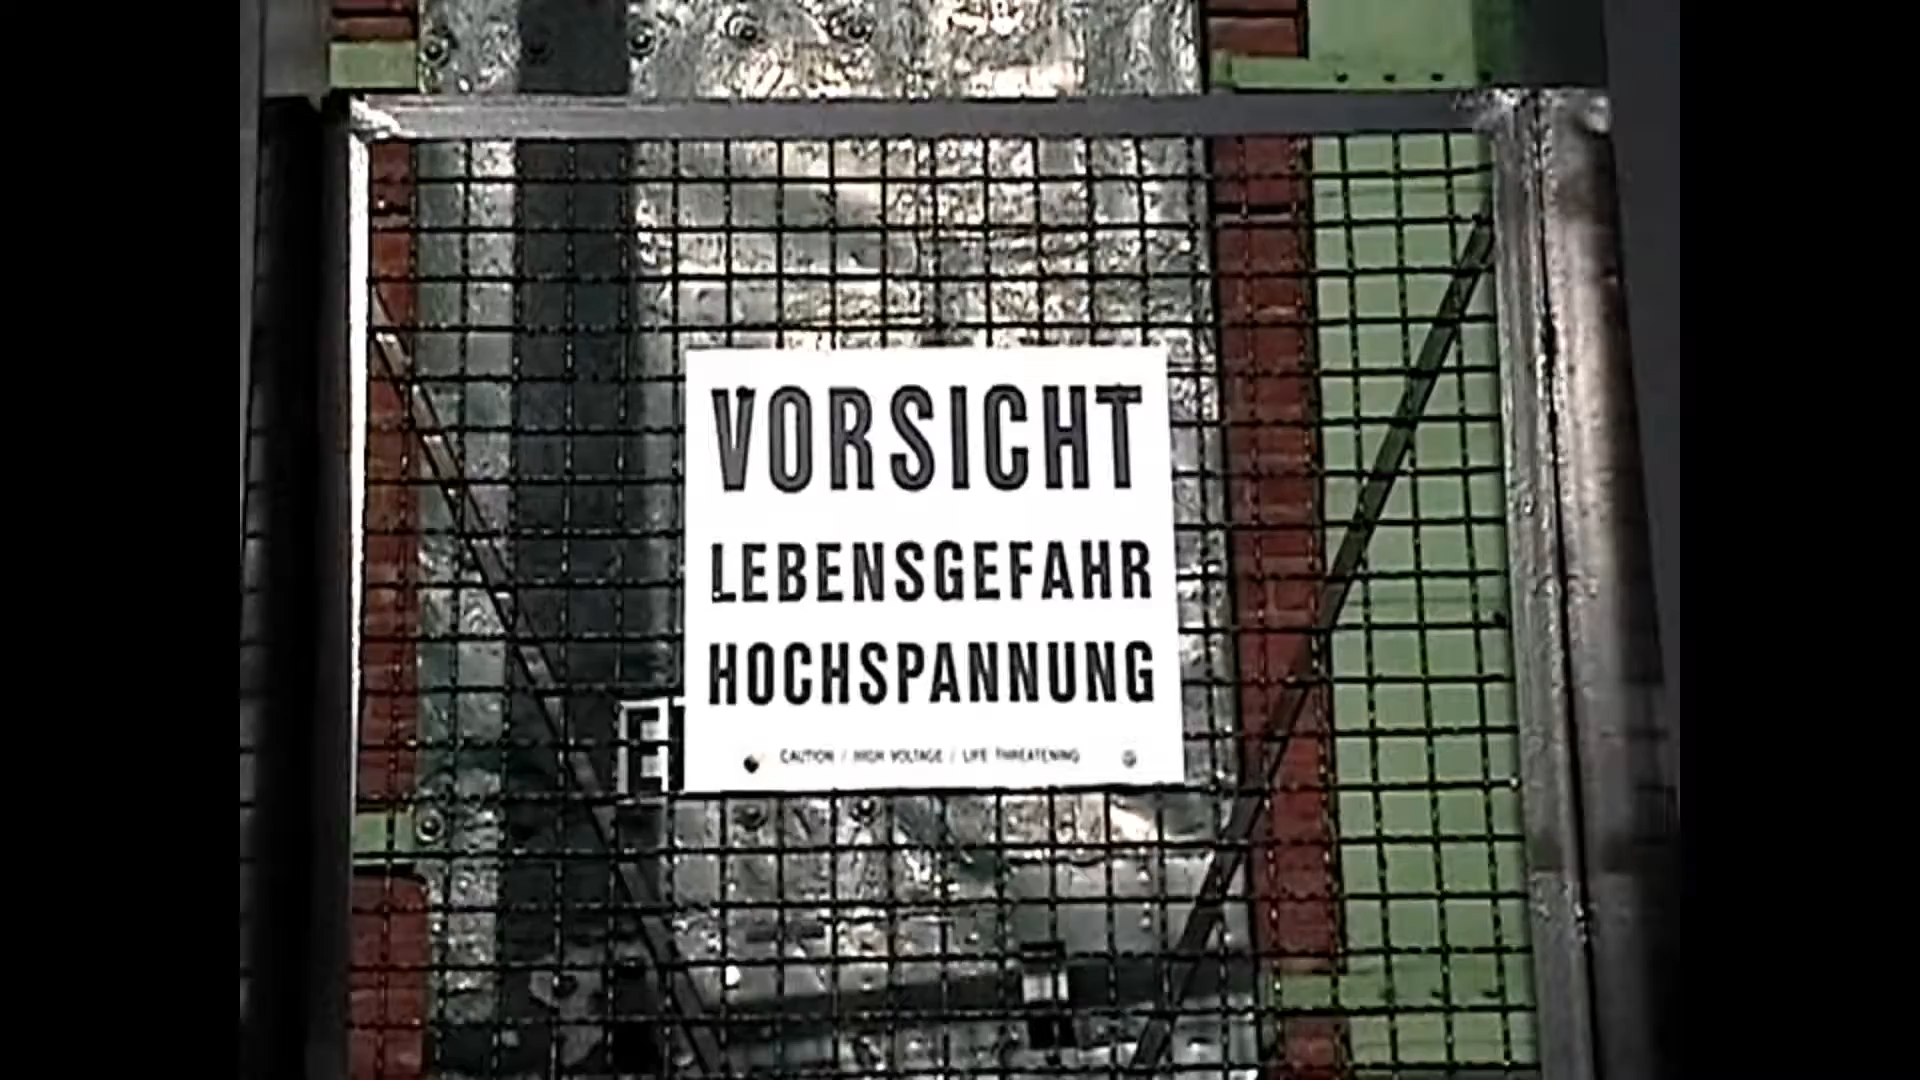 VORSICHT
LEBENSGEFAHR
HOCHSPANNUNG
CAUTION / HIGH VOLTAGE / LIFE THREATENING